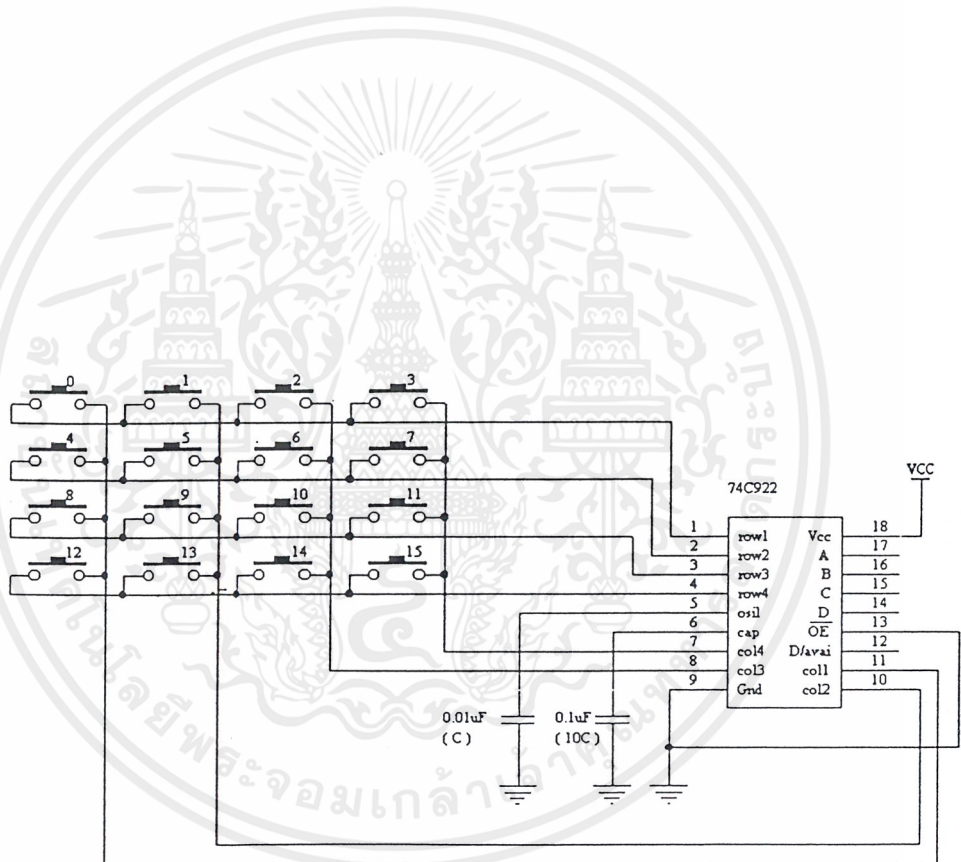 0 1 2 3
4 5 6 7
8 9 10 11
12 13 14 15
VCC
74C922
1 row1 Vcc 18
2 row2 A 17
3 row3 B 16
4 row4 C 15
5 osil D 14
6 cap OE 13
7 col4 D/avai 12
8 col3 col1 11
9 Gnd col2 10
0.01uF
( C )
0.1uF
( 10C )